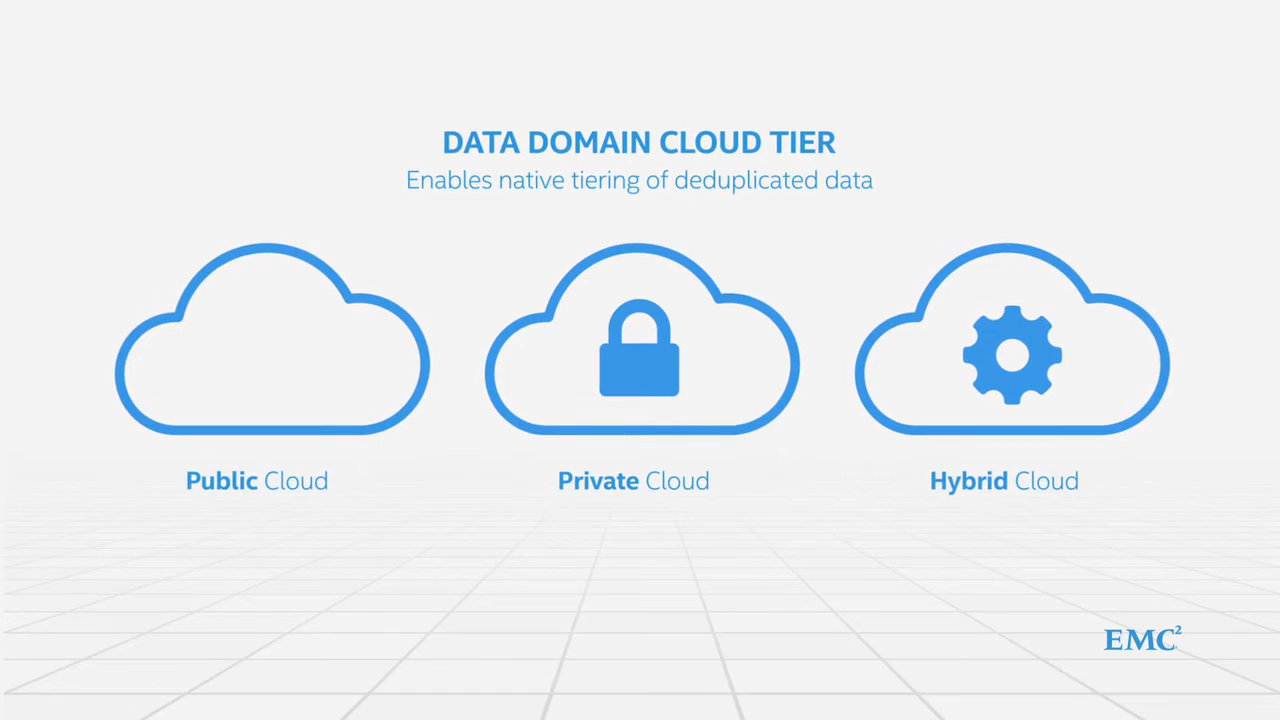 DATA DOMAIN CLOUD TIER
Enables native tiering of deduplicated data
Public Cloud
Private Cloud
Hybrid Cloud
EMC²